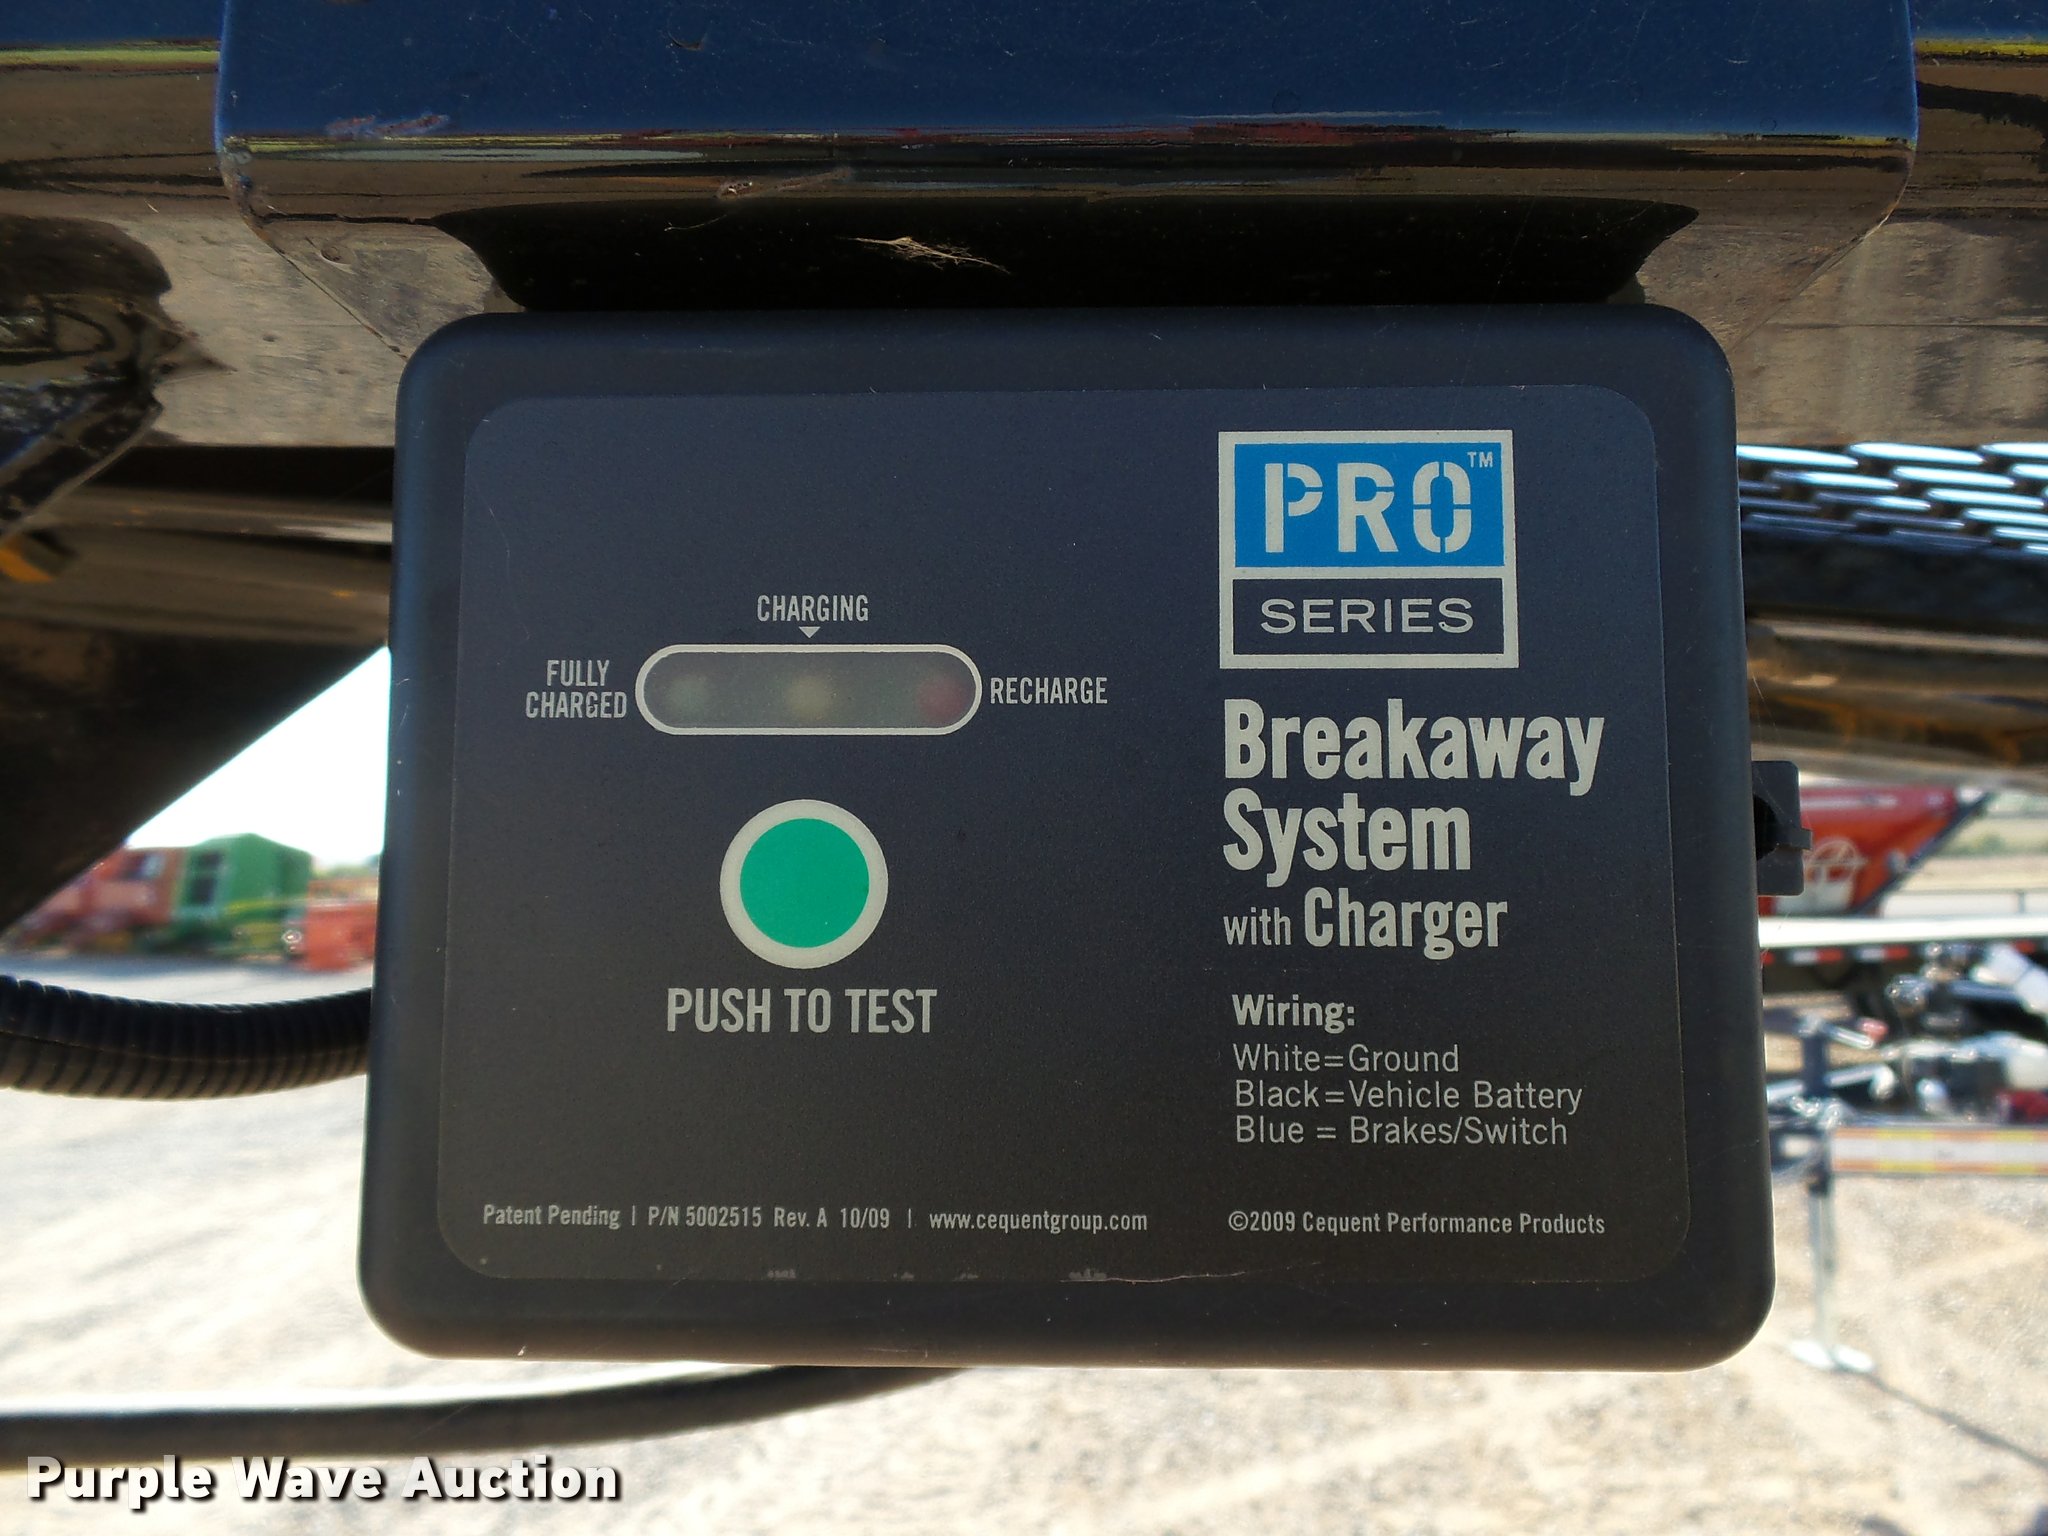 PRO™
SERIES
CHARGING
FULLY
CHARGED
RECHARGE
PUSH TO TEST
Breakaway
System
with Charger
Wiring:
White=Ground
Black=Vehicle Battery
Blue = Brakes/Switch
Patent Pending | P/N 5002515 Rev. A 10/09 | www.cequentgroup.com
©2009 Cequent Performance Products
Purple Wave Auction